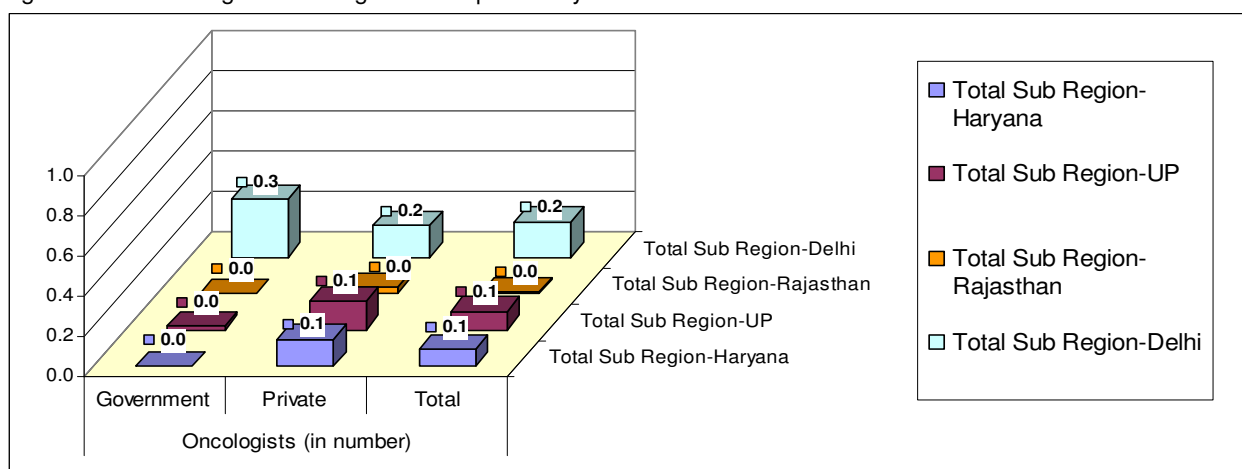 1.0
0.8
0.6
0.4
0.2
0.0
0.3
0.2
0.2
0.0
0.0
0.0
0.0
0.1
0.1
0.0
0.1
0.1
Total Sub Region-Delhi
Total Sub Region-Rajasthan
Total Sub Region-UP
Total Sub Region-Haryana
Government
Private
Total
Oncologists (in number)
Total Sub Region-
Haryana
Total Sub Region-UP
Total Sub Region-
Rajasthan
Total Sub Region-Delhi